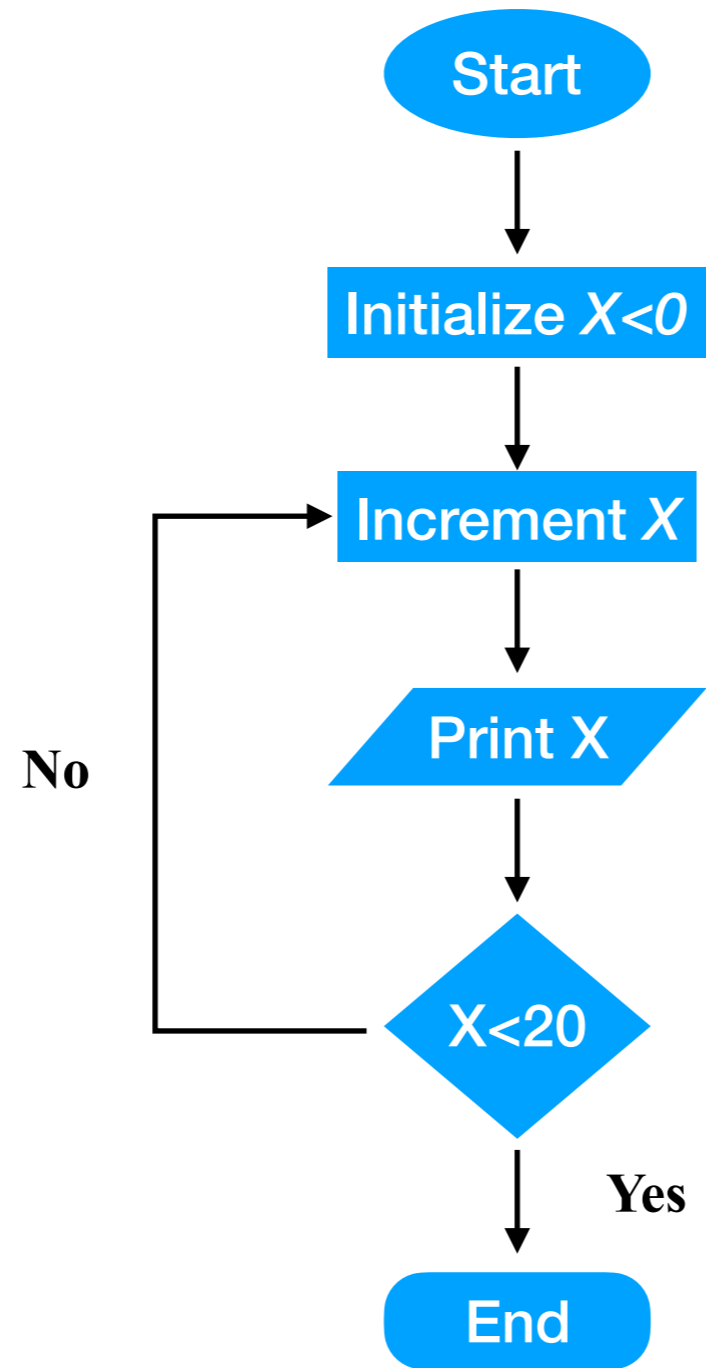 Start
Initialize X<0
Increment X
Print X
No
X<20
Yes
End